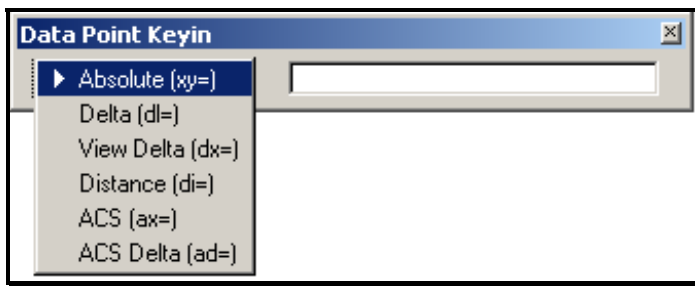 Data Point Keyin
Absolute (xy=)
Delta (dl=)
View Delta (dx=)
Distance (di=)
ACS (ax=)
ACS Delta (ad=)